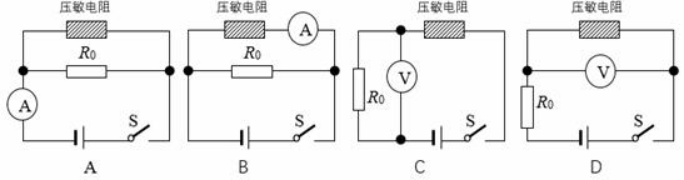 压敏电阻 压敏电阻 压敏电阻 压敏电阻
R₀ A R₀ V R₀ V R₀
A S S S S
A B C D